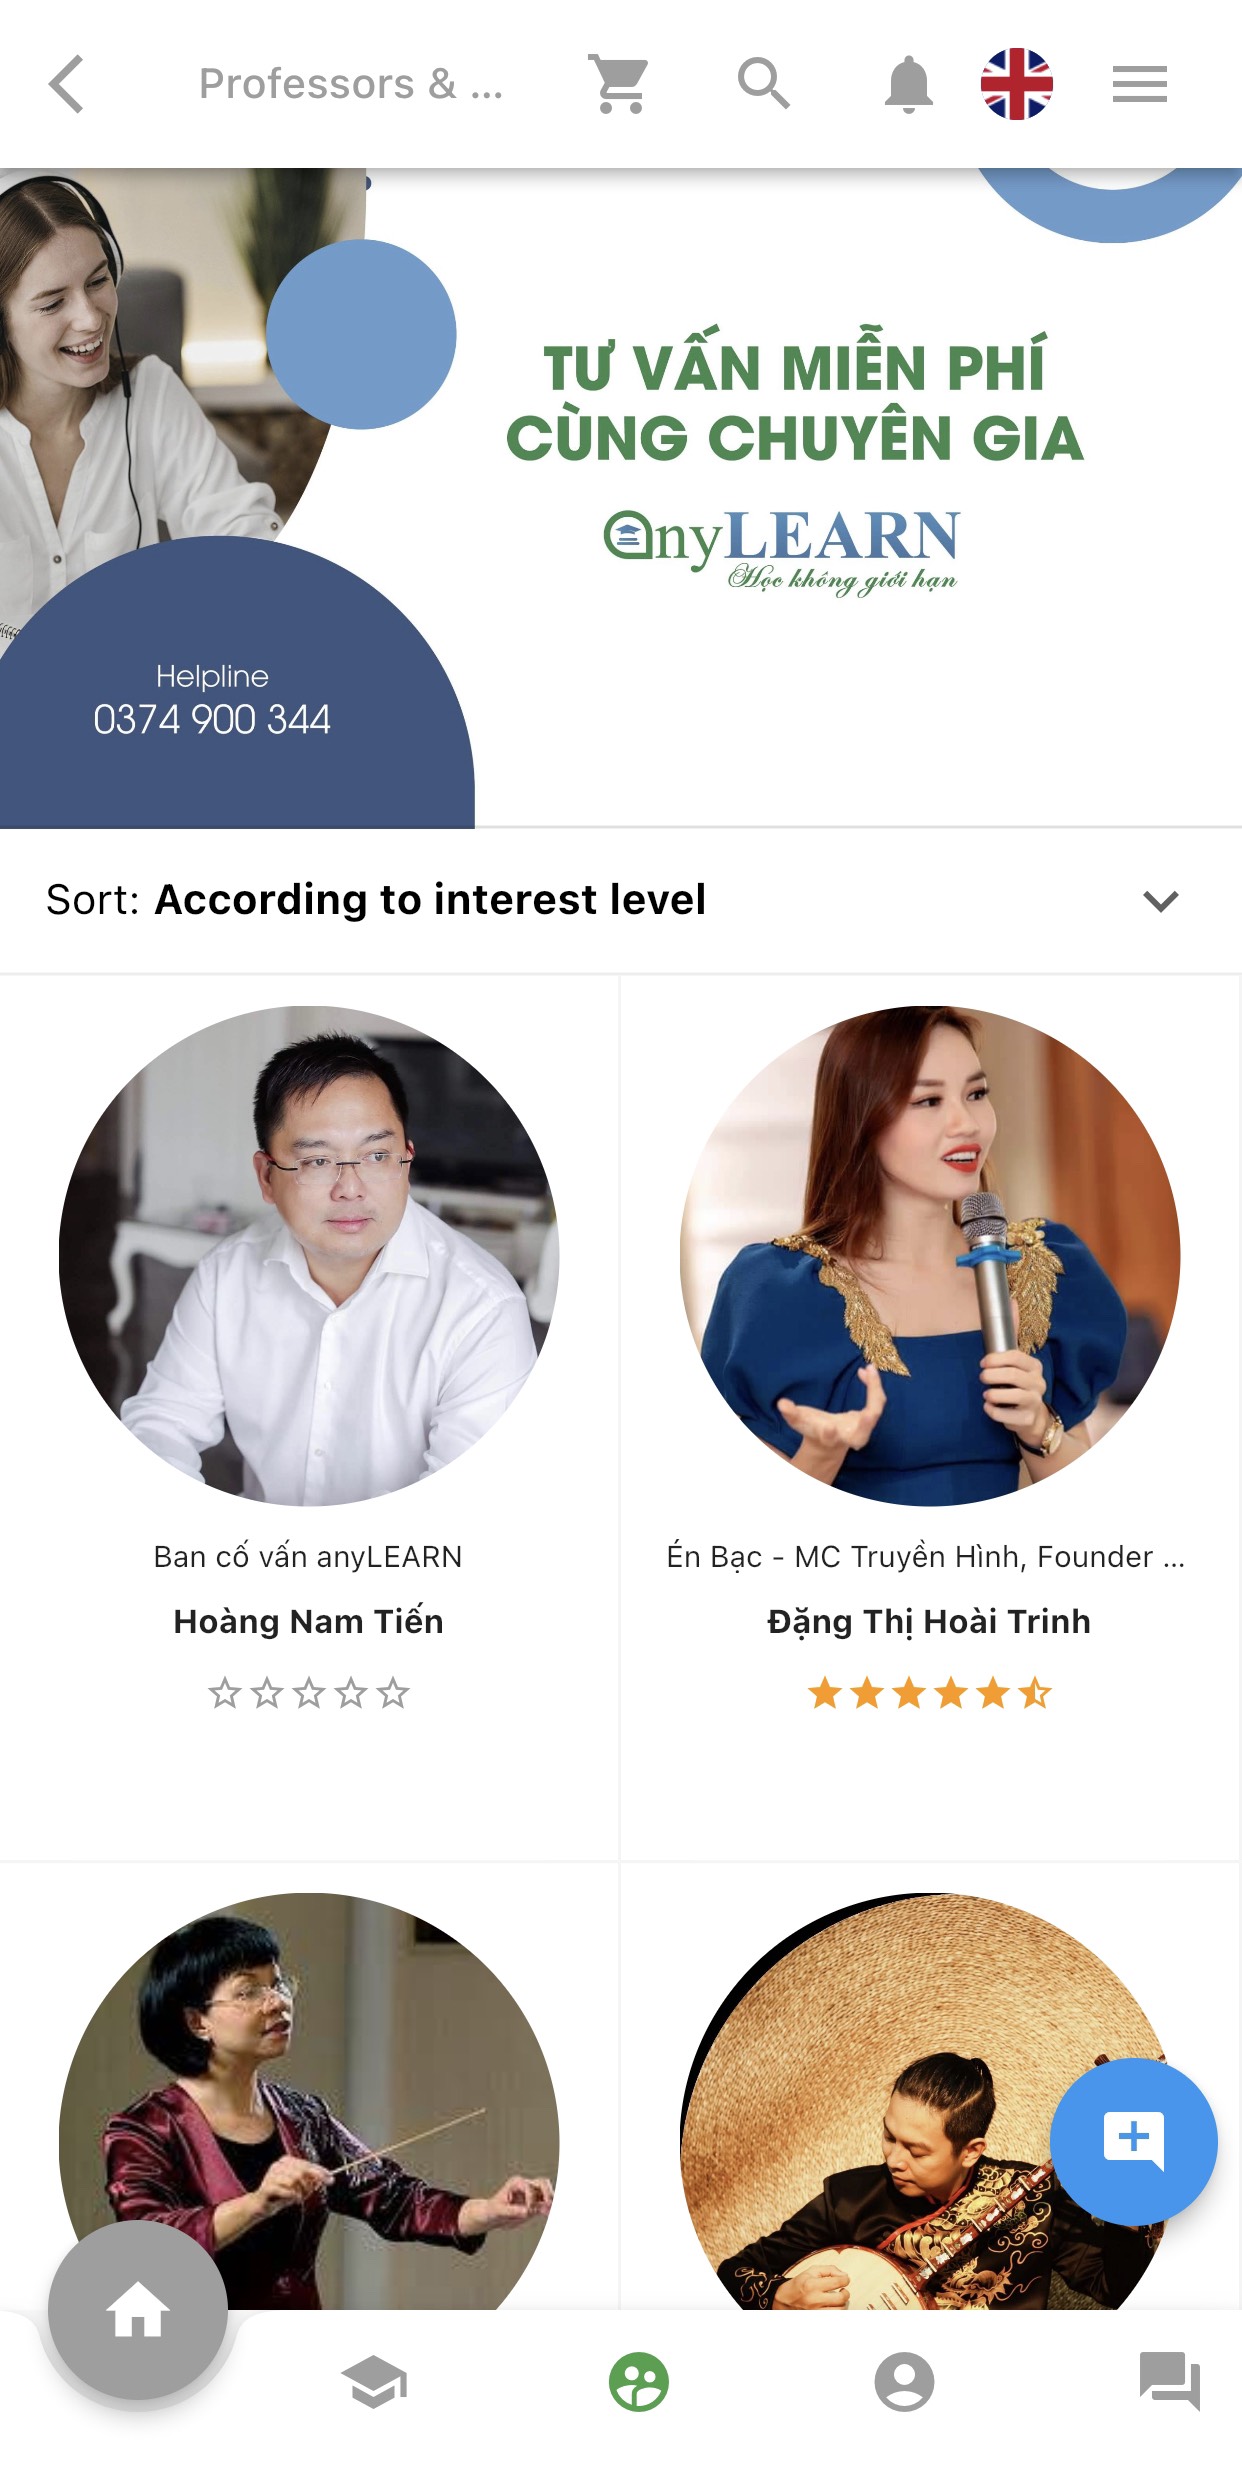 Professors & ...
TƯ VẤN MIỄN PHÍ
CÙNG CHUYÊN GIA
anyLEARN
Học không giới hạn
Helpline
0374 900 344
Sort: According to interest level
Ban cố vấn anyLEARN
Hoàng Nam Tiến
Én Bạc - MC Truyền Hình, Founder ...
Đặng Thị Hoài Trinh